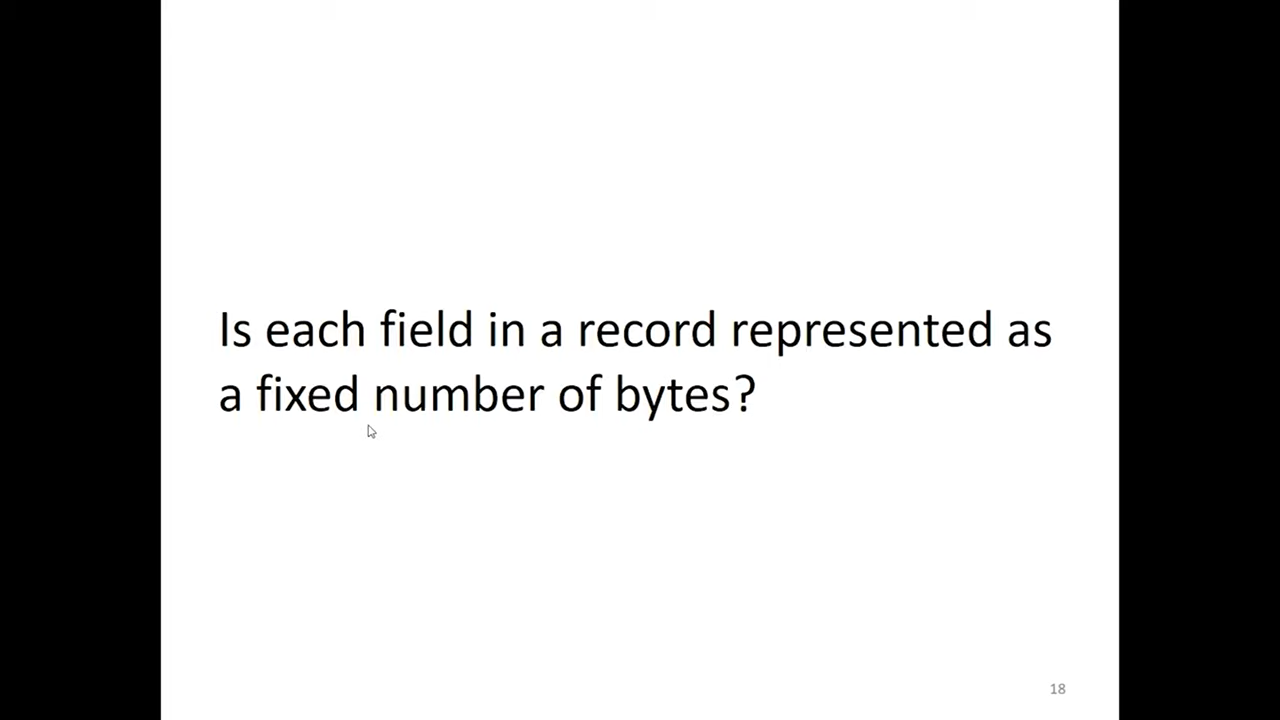 Is each field in a record represented as
a fixed number of bytes?
18